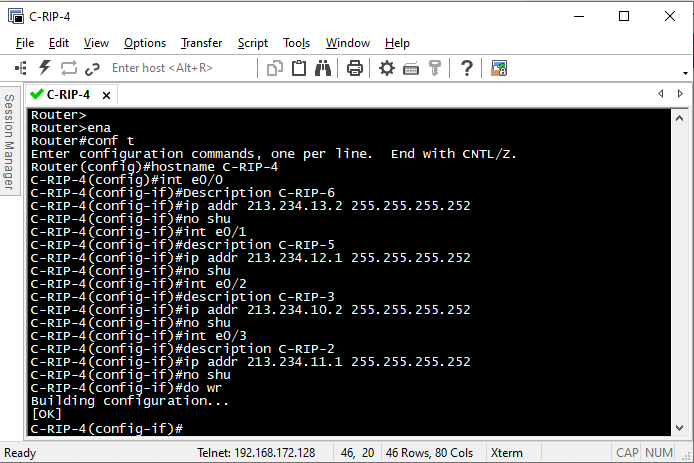 C-RIP-4
File Edit View Options Transfer Script Tools Window Help
Enter host <Alt+R>
Session Manager
C-RIP-4
Router>
Router>ena
Router#conf t
Enter configuration commands, one per line.  End with CNTL/Z.
Router(config)#hostname C-RIP-4
C-RIP-4(config)#int e0/0
C-RIP-4(config-if)#Description C-RIP-6
C-RIP-4(config-if)#ip addr 213.234.13.2 255.255.255.252
C-RIP-4(config-if)#no shu
C-RIP-4(config-if)#int e0/1
C-RIP-4(config-if)#description C-RIP-5
C-RIP-4(config-if)#ip addr 213.234.12.1 255.255.255.252
C-RIP-4(config-if)#no shu
C-RIP-4(config-if)#int e0/2
C-RIP-4(config-if)#description C-RIP-3
C-RIP-4(config-if)#ip addr 213.234.10.2 255.255.255.252
C-RIP-4(config-if)#no shu
C-RIP-4(config-if)#int e0/3
C-RIP-4(config-if)#description C-RIP-2
C-RIP-4(config-if)#ip addr 213.234.11.1 255.255.255.252
C-RIP-4(config-if)#no shu
C-RIP-4(config-if)#do wr
Building configuration...
[OK]
C-RIP-4(config-if)#
Ready Telnet: 192.168.172.128 46, 20 46 Rows, 80 Cols Xterm CAP NUM